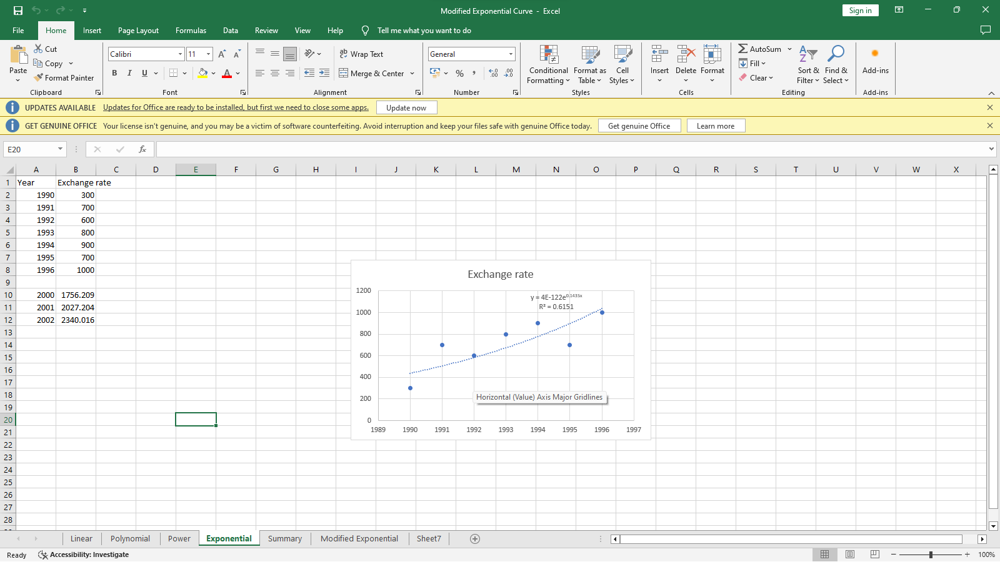 Modified Exponential Curve - Excel
Sign in
File Home Insert Page Layout Formulas Data Review View Help Tell me what you want to do
Paste
Cut
Copy
Format Painter
Clipboard
Calibri 11 A A
B I U A
Font
ab Wrap Text
Merge & Center
Alignment
General
% , .00 .00
Number
Conditional Formatting
Format as Table
Cell Styles
Styles
Insert Delete Format
Cells
AutoSum
Fill
Clear
Sort & Filter
Find & Select
Editing
Add-ins
Add-ins
UPDATES AVAILABLE Updates for Office are ready to be installed, but first we need to close some apps. Update now
GET GENUINE OFFICE Your license isn't genuine, and you may be a victim of software counterfeiting. Avoid interruption and keep your files safe with genuine Office today. Get genuine Office Learn more
E20 fx
A B C D E F G H I J K L M N O P Q R S T U V W X
1 Year Exchange rate
2 1990 300
3 1991 700
4 1992 600
5 1993 800
6 1994 900
7 1995 700
8 1996 1000
9
10 2000 1756.209
11 2001 2027.204
12 2002 2340.016
13
14
15
16
17
18
19
20
21
22
23
24
25
26
27
28
Exchange rate
y = 4E-122e0.1435x
R² = 0.6151
1200
1000
800
600
400
200
0
Horizontal (Value) Axis Major Gridlines
1989 1990 1991 1992 1993 1994 1995 1996 1997
Linear Polynomial Power Exponential Summary Modified Exponential Sheet7
Ready Accessibility: Investigate 100%